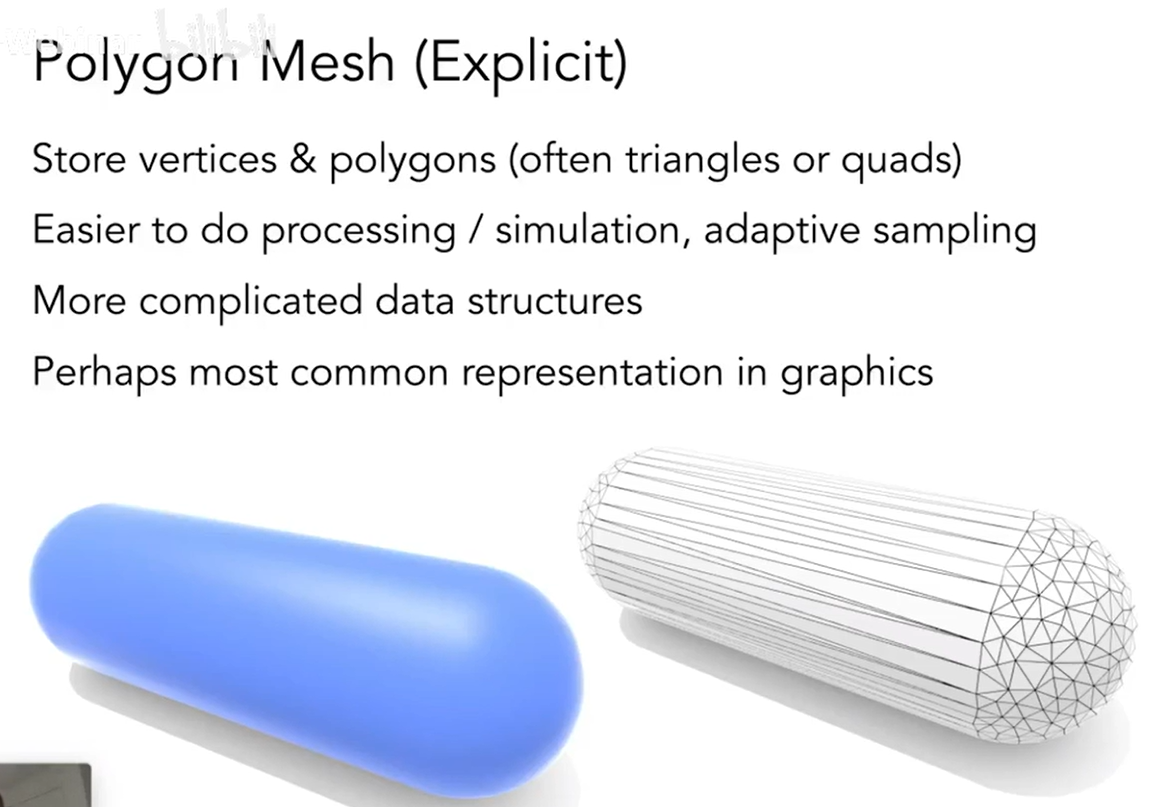 Webinar bilibili
Polygon Mesh (Explicit)
Store vertices & polygons (often triangles or quads)
Easier to do processing / simulation, adaptive sampling
More complicated data structures
Perhaps most common representation in graphics